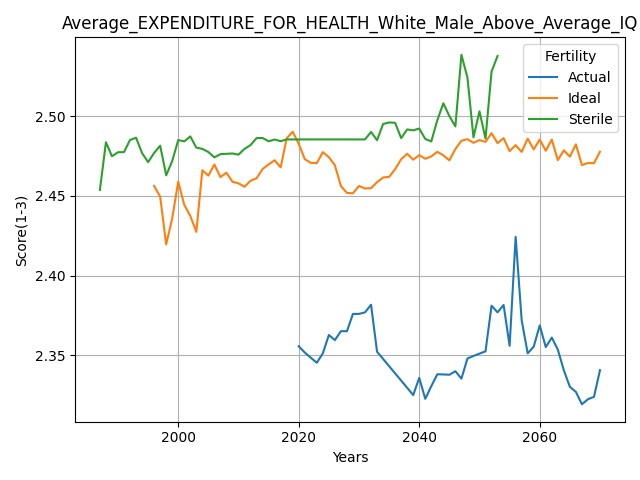 Average_EXPENDITURE_FOR_HEALTH_White_Male_Above_Average_IQ
Fertility
Actual
Ideal
Sterile
2.50
2.45
2.40
2.35
Score(1-3)
2000
2020
2040
2060
Years